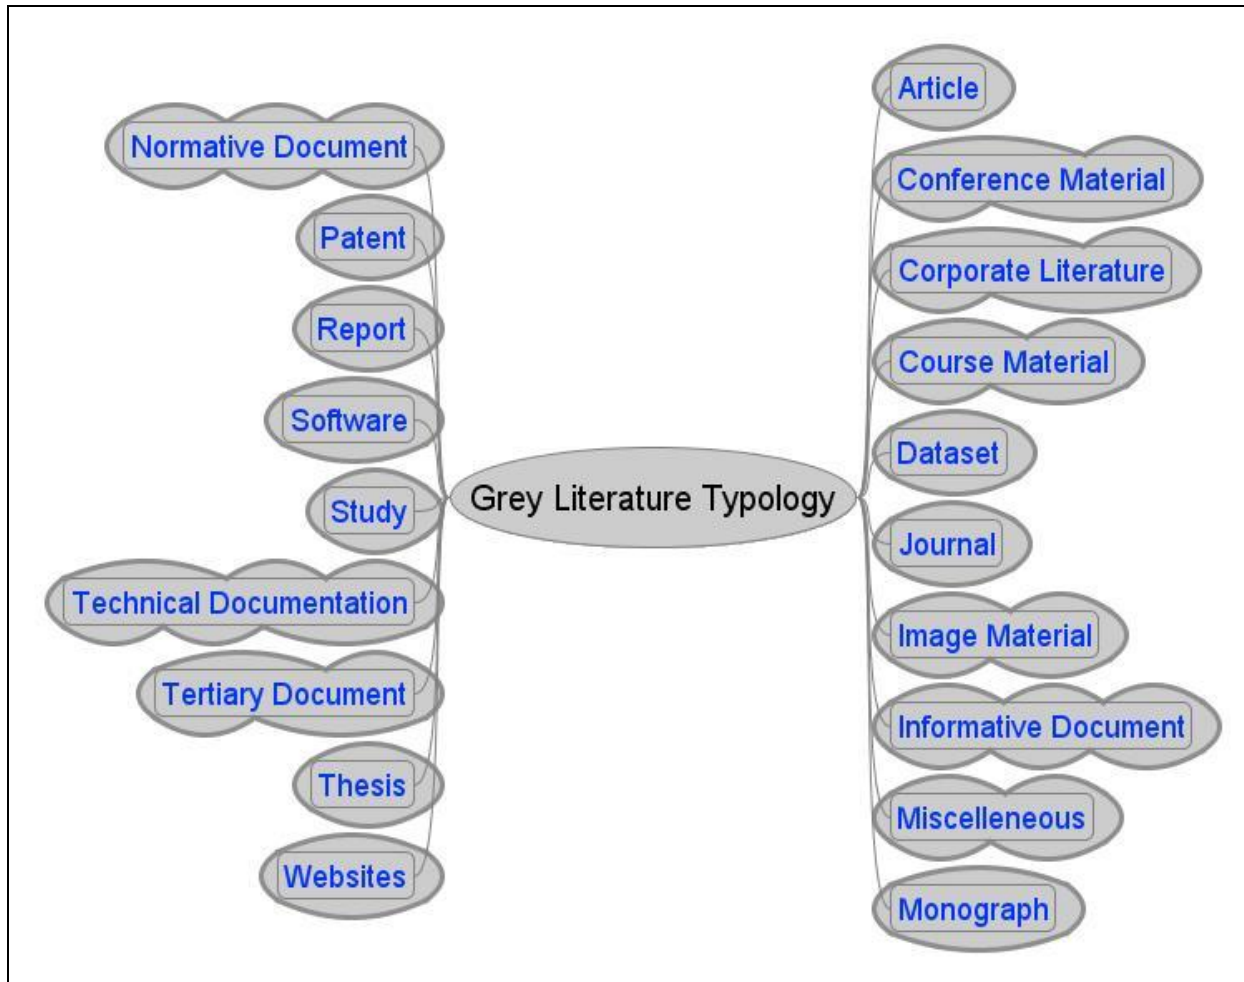 Normative Document
Patent
Report
Software
Study
Technical Documentation
Tertiary Document
Thesis
Websites
Grey Literature Typology
Article
Conference Material
Corporate Literature
Course Material
Dataset
Journal
Image Material
Informative Document
Miscelleneous
Monograph